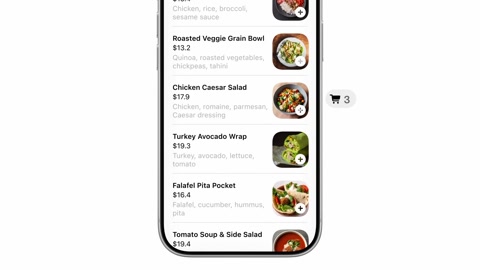 Chicken, rice, broccoli,
sesame sauce
Roasted Veggie Grain Bowl
$13.2
Quinoa, roasted vegetables,
chickpeas, tahini
Chicken Caesar Salad
$17.9
Chicken, romaine, parmesan,
Caesar dressing
3
Turkey Avocado Wrap
$19.3
Turkey, avocado, lettuce,
tomato
Falafel Pita Pocket
$16.4
Falafel, cucumber, hummus,
pita
Tomato Soup & Side Salad
$19.4